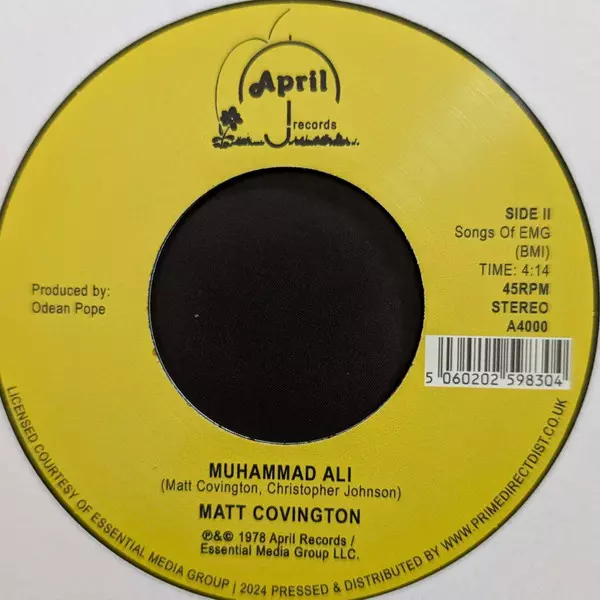 April
records
SIDE II
Songs Of EMG
(BMI)
TIME: 4:14
45RPM
STEREO
A4000
Produced by:
Odean Pope
5 060202 598304
MUHAMMAD ALI
(Matt Covington, Christopher Johnson)
MATT COVINGTON
℗&© 1978 April Records /
Essential Media Group LLC.
LICENSED COURTESY OF ESSENTIAL MEDIA GROUP | 2024 PRESSED & DISTRIBUTED BY WWW.PRIMEDIRECTDIST.CO.UK